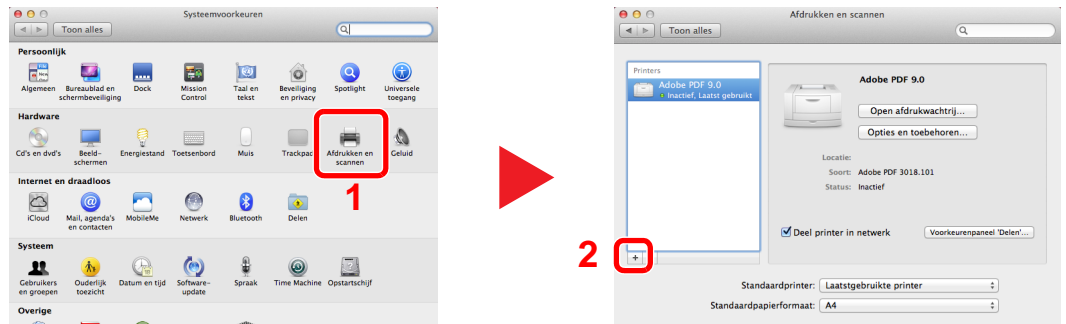 Systeemvoorkeuren
Toon alles
Persoonlijk
Algemeen
Bureaublad en
schermbeveiliging
Dock
Mission
Control
Taal en
tekst
Beveiliging
en privacy
Spotlight
Universele
toegang
Hardware
Cd's en dvd's
Beeld-
schermen
Energiestand
Toetsenbord
Muis
Trackpad
Afdrukken en
scannen
Geluid
1
Internet en draadloos
iCloud
Mail, agenda's
en contacten
MobileMe
Netwerk
Bluetooth
Delen
Systeem
Gebruikers
en groepen
Ouderlijk
toezicht
Datum en tijd
Software-
update
Spraak
Time Machine
Opstartschijf
Overige
Afdrukken en scannen
Toon alles
Printers
Adobe PDF 9.0
Inactief, Laatst gebruikt
2
+
Adobe PDF 9.0
Open afdrukwachtrij...
Opties en toebehoren...
Locatie:
Soort: Adobe PDF 3018.101
Status: Inactief
Deel printer in netwerk
Voorkeurenpaneel 'Delen'...
Standaardprinter: Laatstgebruikte printer
Standaardpapierformaat: A4